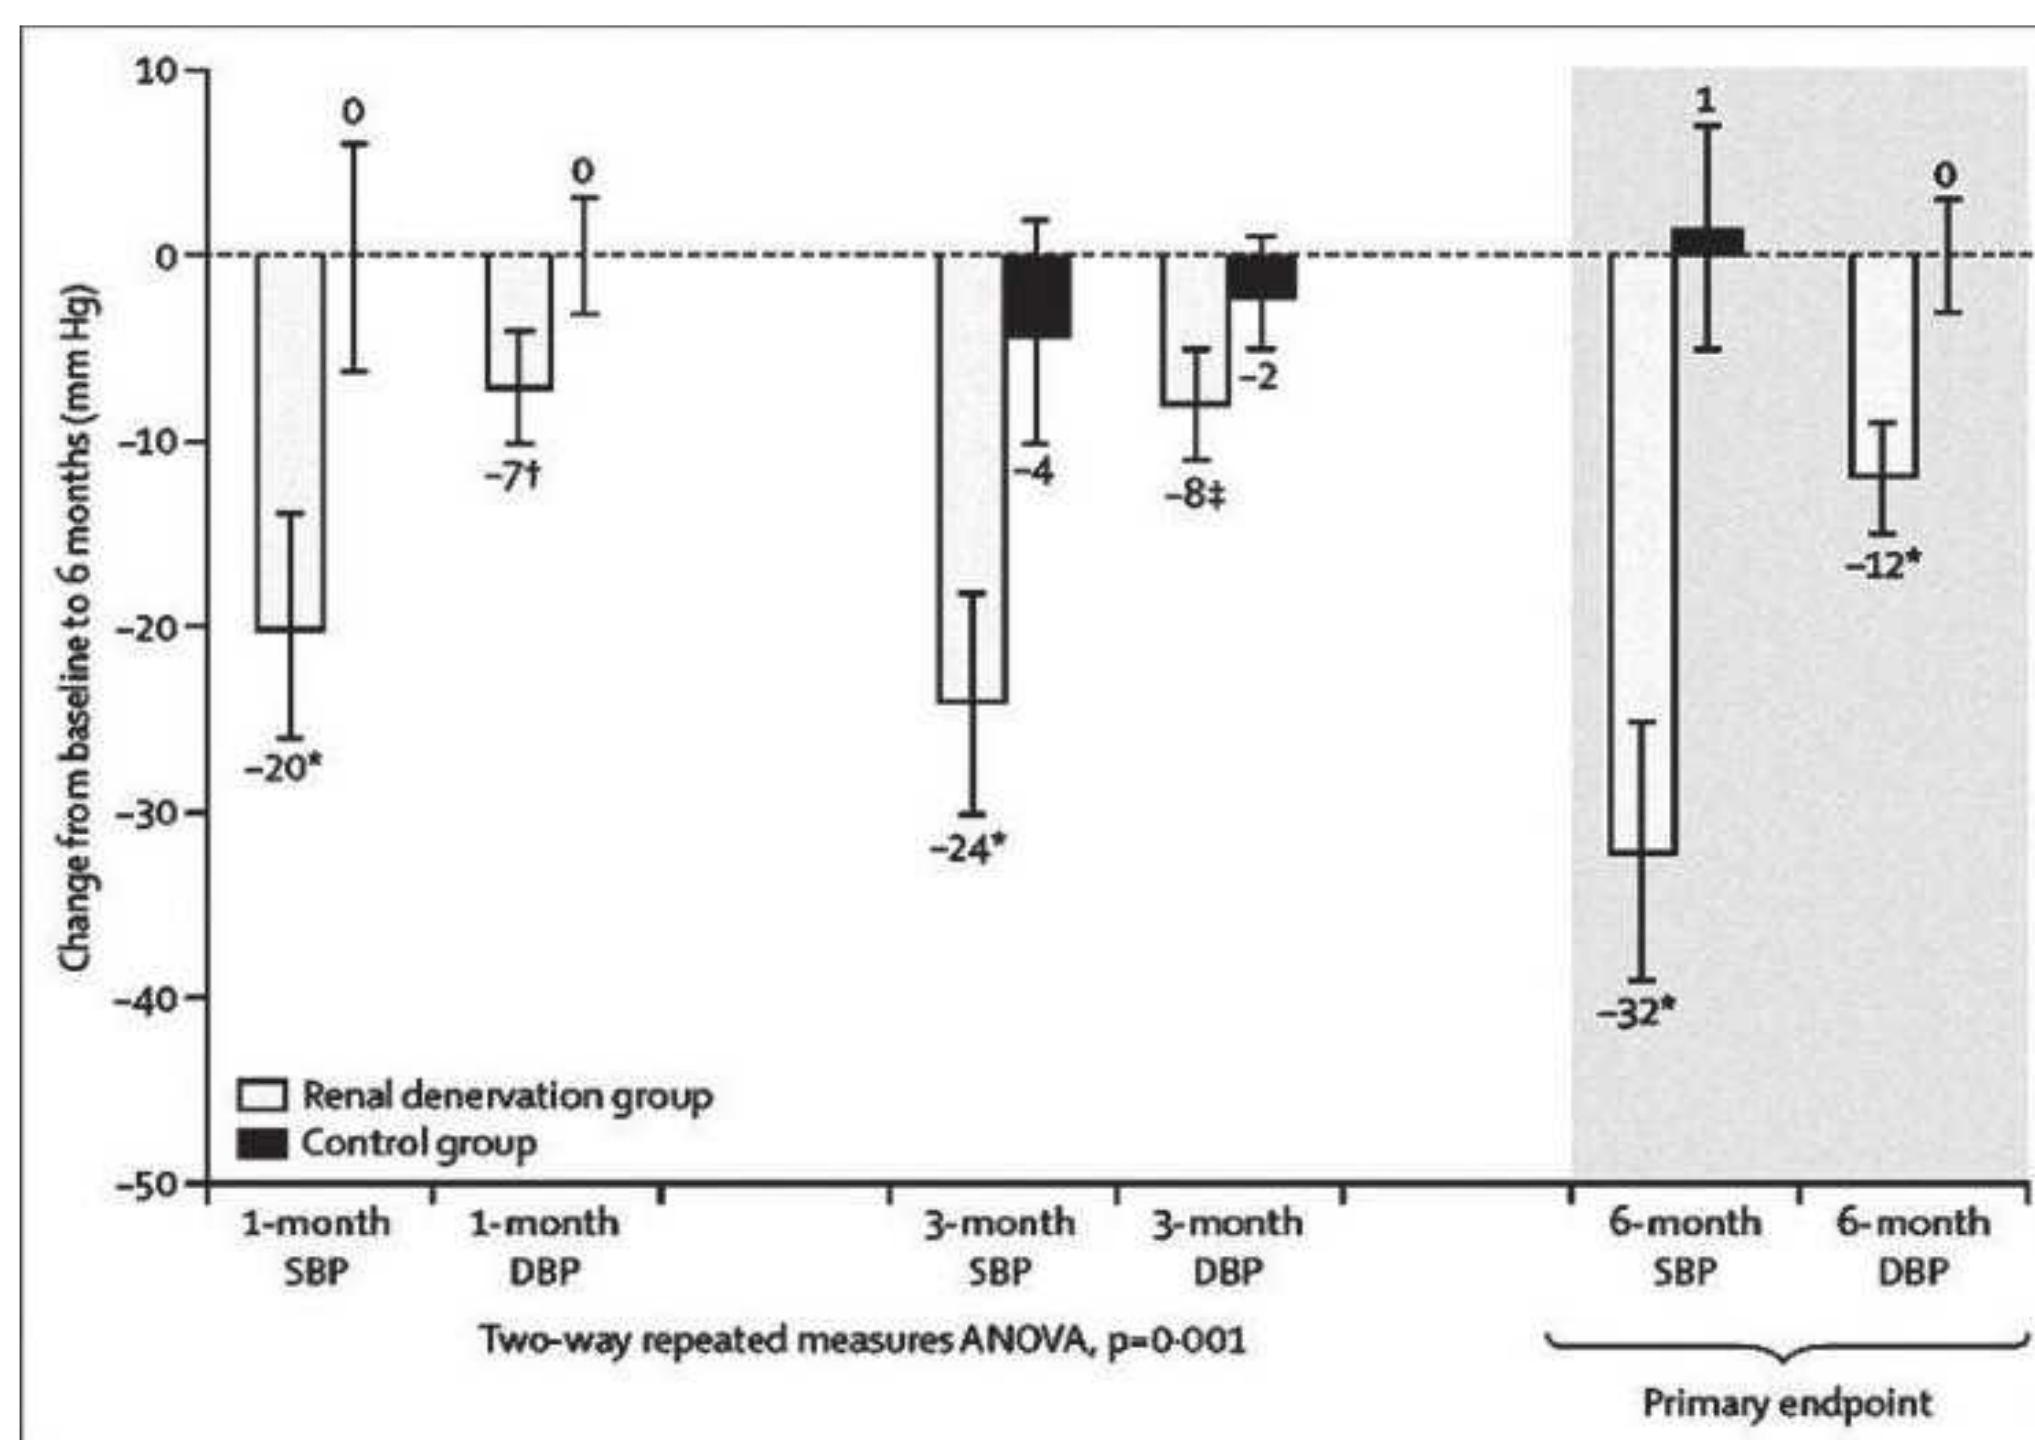 Change from baseline to 6 months (mm Hg)
10
0
–10
–20
–30
–40
–50
0
–20*
0
–7†
–24*
–4
–8‡
–2
1
–32*
0
–12*
Renal denervation group
Control group
1-month SBP
1-month DBP
3-month SBP
3-month DBP
6-month SBP
6-month DBP
Two-way repeated measures ANOVA, p=0·001
Primary endpoint